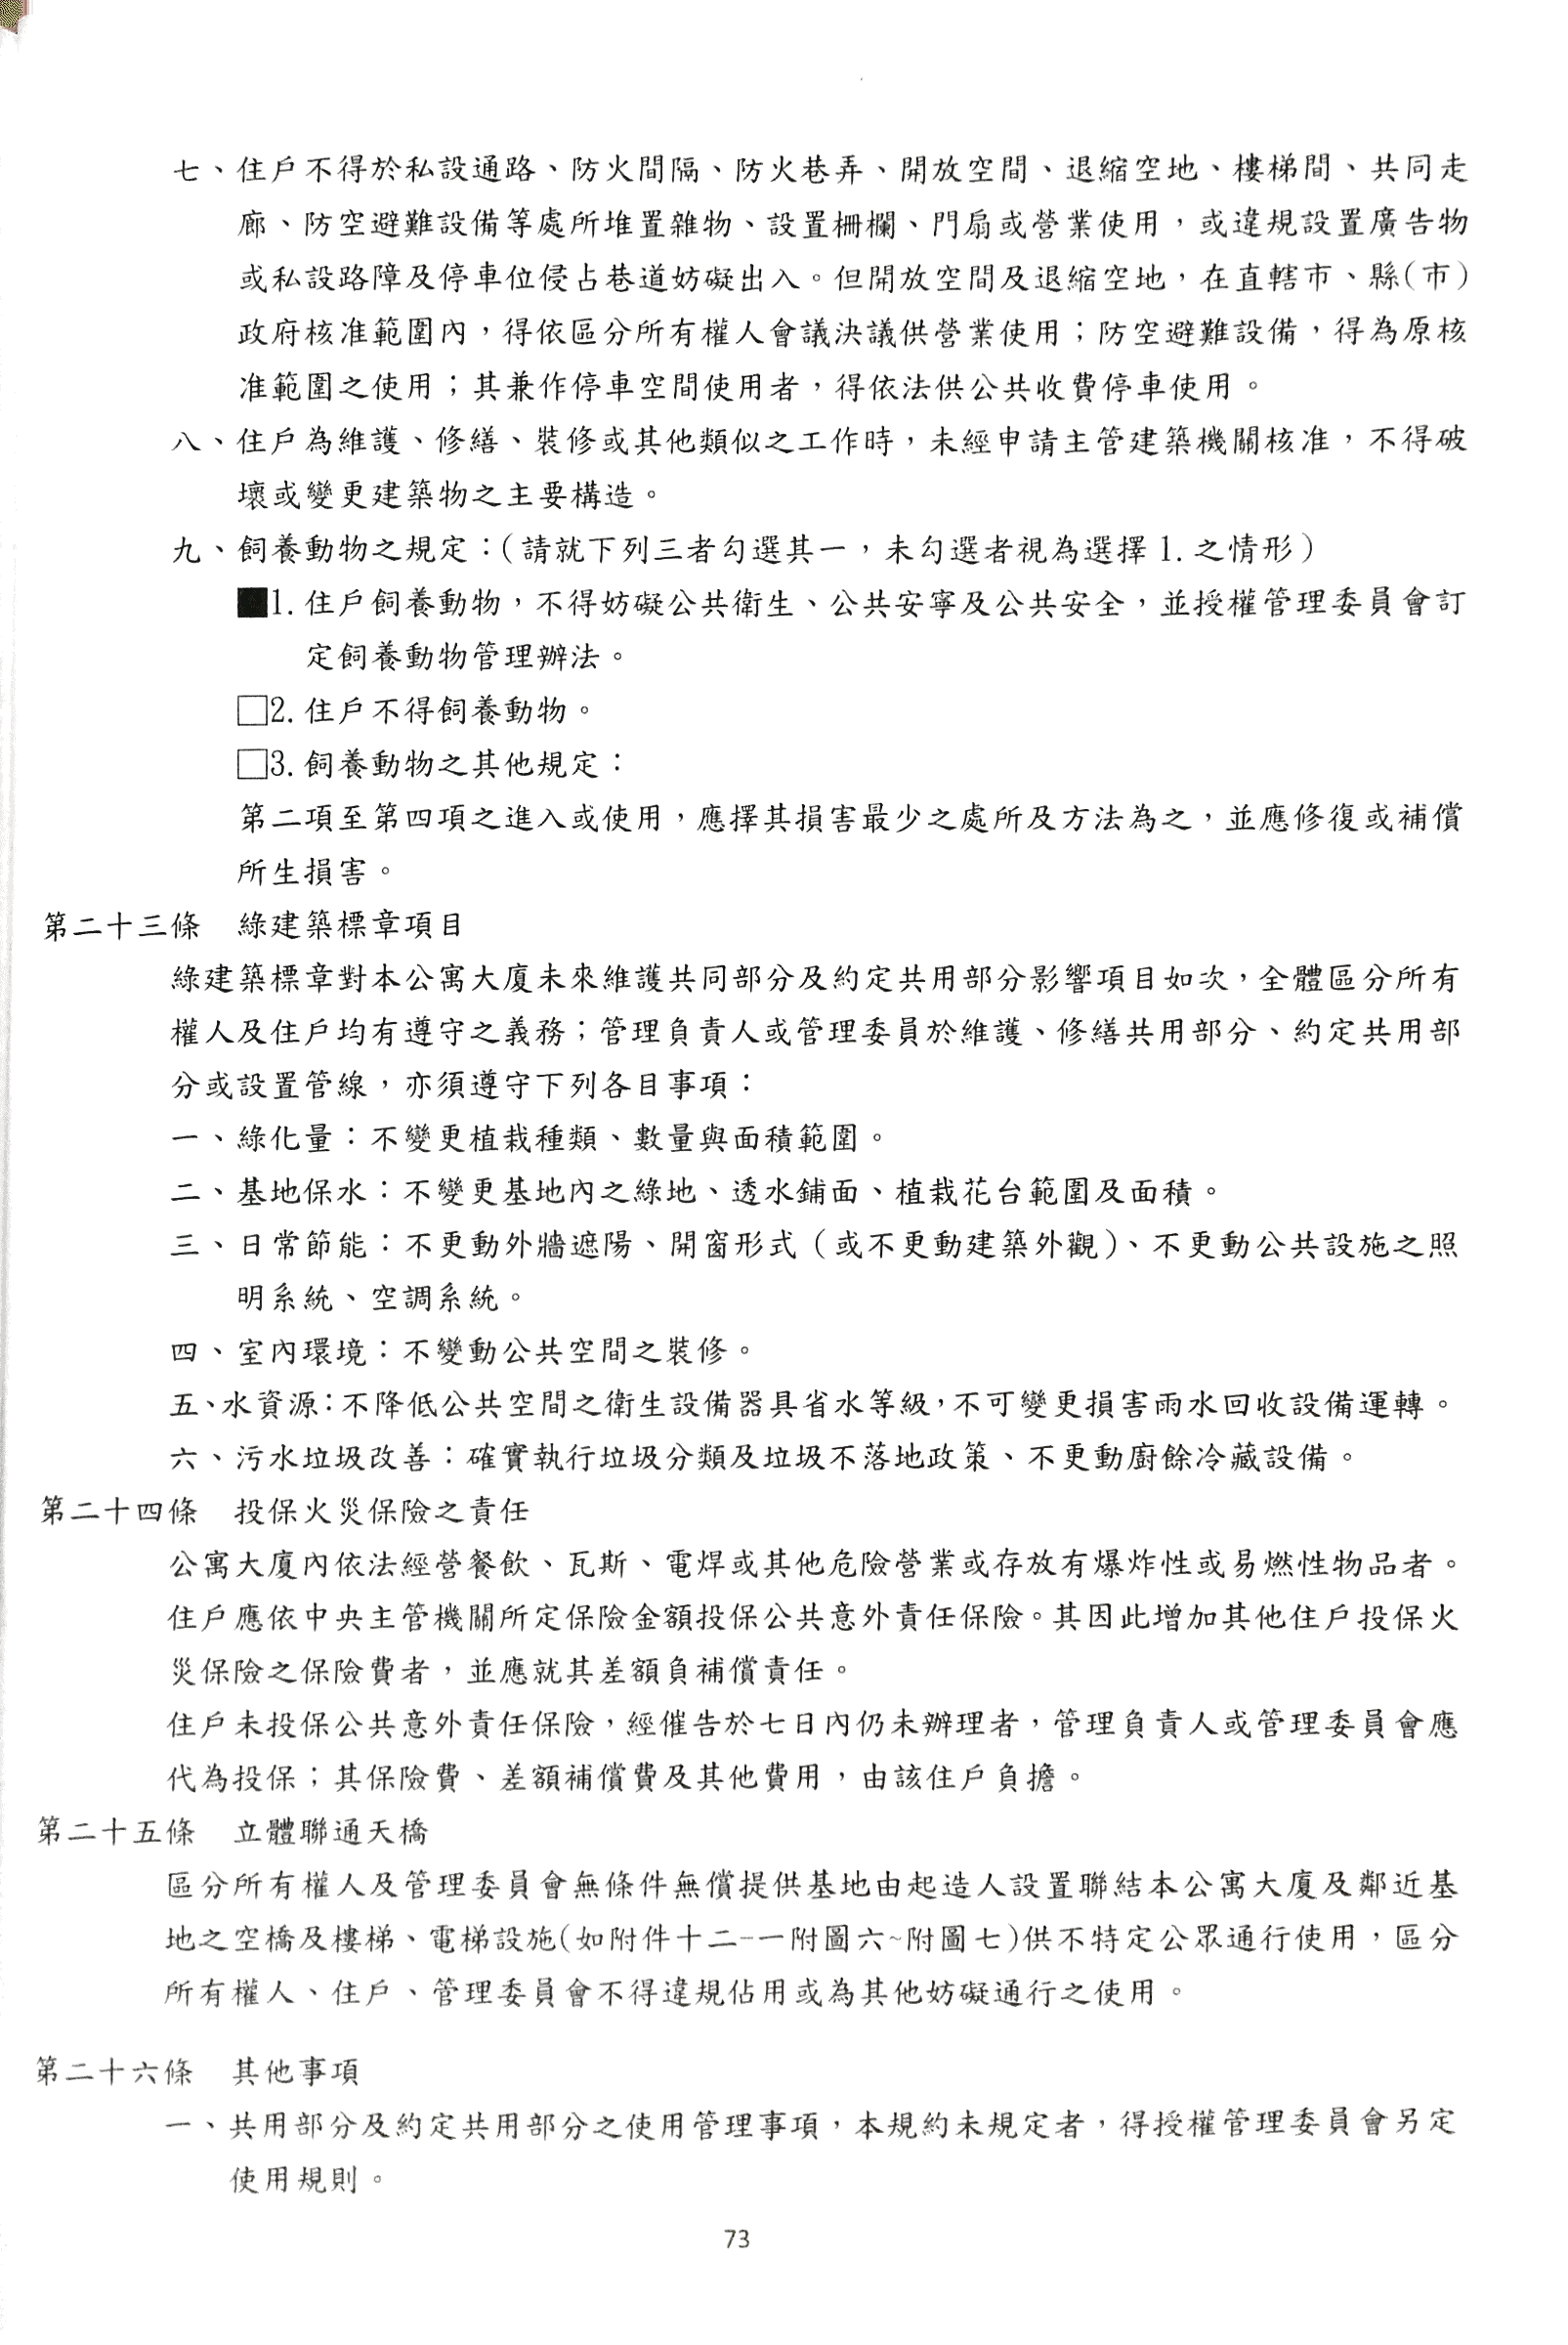 七、住戶不得於私設通路、防火間隔、防火巷弄、開放空間、退縮空地、樓梯間、共同走
廊、防空避難設備等處所堆置雜物、設置柵欄、門扇或營業使用，或違規設置廣告物
或私設路障及停車位侵占巷道妨礙出入。但開放空間及退縮空地，在直轄市、縣(市)
政府核准範圍內，得依區分所有權人會議決議供營業使用；防空避難設備，得為原核
准範圍之使用；其兼作停車空間使用者，得依法供公共收費停車使用。
八、住戶為維護、修繕、裝修或其他類似之工作時，未經申請主管建築機關核准，不得破
壞或變更建築物之主要構造。
九、飼養動物之規定：(請就下列三者勾選其一，未勾選者視為選擇 1. 之情形)
■1. 住戶飼養動物，不得妨礙公共衛生、公共安寧及公共安全，並授權管理委員會訂
定飼養動物管理辦法。
□2. 住戶不得飼養動物。
□3. 飼養動物之其他規定：
第二項至第四項之進入或使用，應擇其損害最少之處所及方法為之，並應修復或補償
所生損害。
第二十三條 綠建築標章項目
綠建築標章對本公寓大廈未來維護共同部分及約定共用部分影響項目如次，全體區分所有
權人及住戶均有遵守之義務；管理負責人或管理委員於維護、修繕共用部分、約定共用部
分或設置管線，亦須遵守下列各目事項：
一、綠化量：不變更植栽種類、數量與面積範圍。
二、基地保水：不變更基地內之綠地、透水鋪面、植栽花台範圍及面積。
三、日常節能：不更動外牆遮陽、開窗形式（或不更動建築外觀）、不更動公共設施之照
明系統、空調系統。
四、室內環境：不變動公共空間之裝修。
五、水資源：不降低公共空間之衛生設備器具省水等級，不可變更損害雨水回收設備運轉。
六、污水垃圾改善：確實執行垃圾分類及垃圾不落地政策、不更動廚餘冷藏設備。
第二十四條 投保火災保險之責任
公寓大廈內依法經營餐飲、瓦斯、電焊或其他危險營業或存放有爆炸性或易燃性物品者。
住戶應依中央主管機關所定保險金額投保公共意外責任保險。其因此增加其他住戶投保火
災保險之保險費者，並應就其差額負補償責任。
住戶未投保公共意外責任保險，經催告於七日內仍未辦理者，管理負責人或管理委員會應
代為投保；其保險費、差額補償費及其他費用，由該住戶負擔。
第二十五條 立體聯通天橋
區分所有權人及管理委員會無條件無償提供基地由起造人設置聯結本公寓大廈及鄰近基
地之空橋及樓梯、電梯設施(如附件十二-一附圖六~附圖七)供不特定公眾通行使用，區分
所有權人、住戶、管理委員會不得違規佔用或為其他妨礙通行之使用。
第二十六條 其他事項
一、共用部分及約定共用部分之使用管理事項，本規約未規定者，得授權管理委員會另定
使用規則。
73